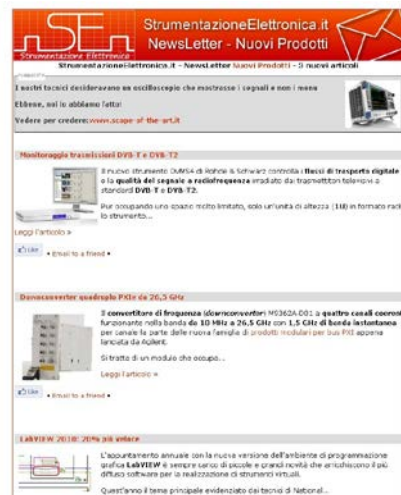 StrumentazioneElettronica.it
NewsLetter - Nuovi Prodotti
Strumentazione Elettronica
StrumentazioneElettronica.it - NewsLetter Nuovi Prodotti - 5 nuovi articoli
I nostri tecnici desideravano un oscilloscopio che mostrasse i segnali e non i menu
Ebbene, noi lo abbiamo fatto!
Vedere per credere: www.scope-of-the-art.it
Monitoraggio trasmissioni DVB-T e DVB-T2
Il nuovo strumento di Rohde & Schwarz controlla i flussi di trasporto digitale
e la qualità del segnale a radiofrequenza irradiato dai trasmettitori televisivi a
standard DVB-T e DVB-T2.
Pur occupando uno spazio molto limitato, solo un'unità di altezza (1U) in formato rack
lo strumento...
Leggi l'articolo »
Like • Email to a friend •
Downconverter quadruplo PXIe da 26,5 GHz
Il convertitore di frequenza (downconverter) M9362A-D01 a quattro canali coerenti
funzionante nella banda da 10 MHz a 26,5 GHz con 1,5 GHz di banda instantanea
per canale fa parte delle nuova famiglia di prodotti modulari per bus PXI appena
lanciata da Agilent.
Si tratta di un modulo che occupa...
Leggi l'articolo »
Like • Email to a friend •
LabVIEW 2010: 20% più veloce
L'appuntamento annuale con la nuova versione dell'ambiente di programmazione
grafica LabVIEW è sempre carico di piccole e grandi novità che arricchiscono il più
diffuso software per la realizzazione di strumenti virtuali.
Quest'anno il tema principale evidenziato dai tecnici di National...